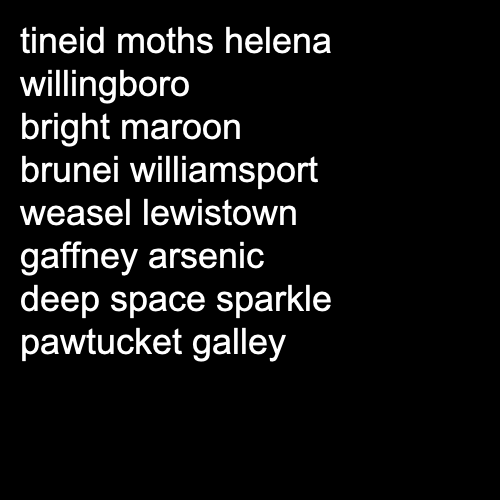 tineid moths helena
willingboro
bright maroon
brunei williamsport
weasel lewistown
gaffney arsenic
deep space sparkle
pawtucket galley